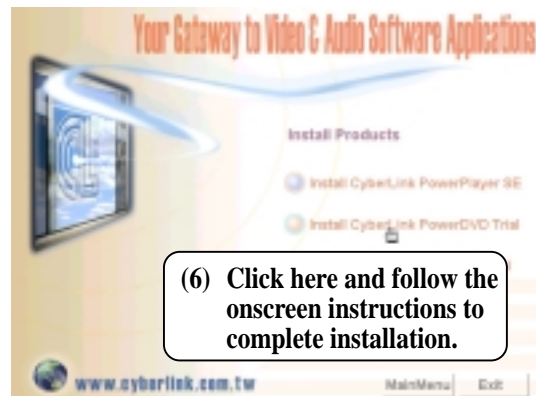 Your Gateway to Video & Audio Software Applications
Install Products
Install CyberLink PowerPlayer SE
Install CyberLink PowerDVD Trial
(6) Click here and follow the
onscreen instructions to
complete installation.
www.cyberlink.com.tw
MainMenu Exit